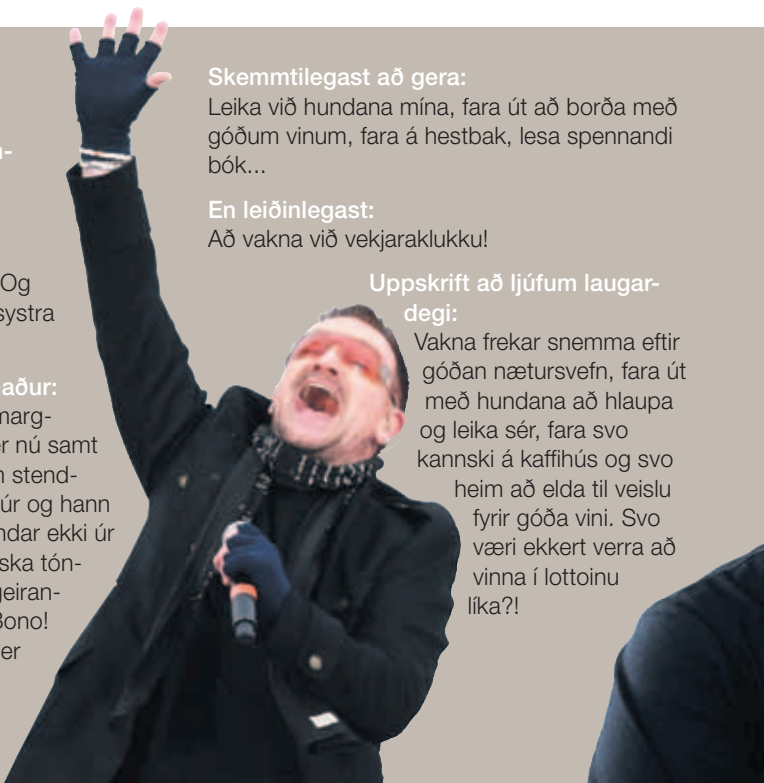 n-
Og
systra
aður:
marg-
er nú samt
n stend-
úr og hann
ndar ekki úr
ska tón-
geiran-
Bono!
er
Skemmtilegast að gera:
Leika við hundana mína, fara út að borða með
góðum vinum, fara á hestbak, lesa spennandi
bók...
En leiðinlegast:
Að vakna við vekjaraklukku!
Uppskrift að ljúfum laugar-
degi:
Vakna frekar snemma eftir
góðan nætursvefn, fara út
með hundana að hlaupa
og leika sér, fara svo
kannski á kaffihús og svo
heim að elda til veislu
fyrir góða vini. Svo
væri ekkert verra að
vinna í lottoinu
líka?!